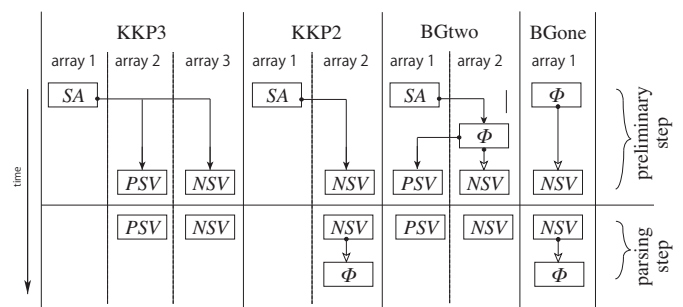 KKP3 KKP2 BGtwo BGone
array 1 array 2 array 3 array 1 array 2 array 1 array 2 array 1
SA SA SA Φ
Φ
PSV NSV NSV PSV NSV NSV
preliminary
step
time
PSV NSV NSV PSV NSV NSV
Φ Φ
parsing
step